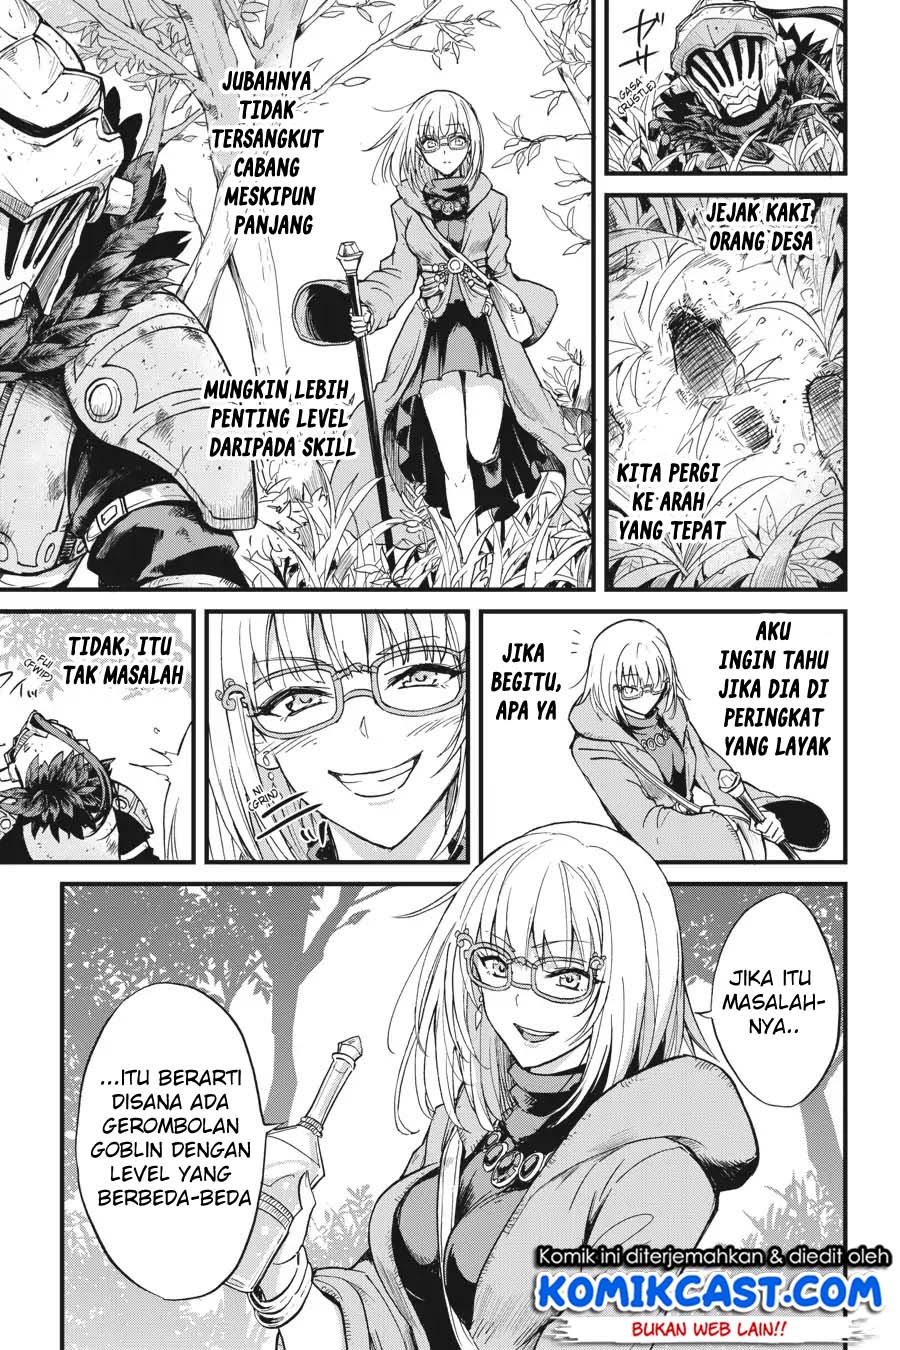 ガサ
GASA
(RUSTLE)
JEJAK KAKI
ORANG DESA
KITA PERGI
KE ARAH
YANG TEPAT
JUBAHNYA
TIDAK
TERSANGKUT
CABANG
MESKIPUN
PANJANG
MUNGKIN LEBIH
PENTING LEVEL
DARIPADA SKILL
AKU
INGIN TAHU
JIKA DIA DI
PERINGKAT
YANG LAYAK
JIKA
BEGITU,
APA YA
NI
(GRIN)
TIDAK, ITU
TAK MASALAH
FUI
(FWIP)
JIKA ITU
MASALAH-
NYA..
...ITU BERARTI
DISANA ADA
GEROMBOLAN
GOBLIN DENGAN
LEVEL YANG
BERBEDA-BEDA
Komik ini diterjemahkan & diedit oleh
KOMIKCAST.COM
BUKAN WEB LAIN!!